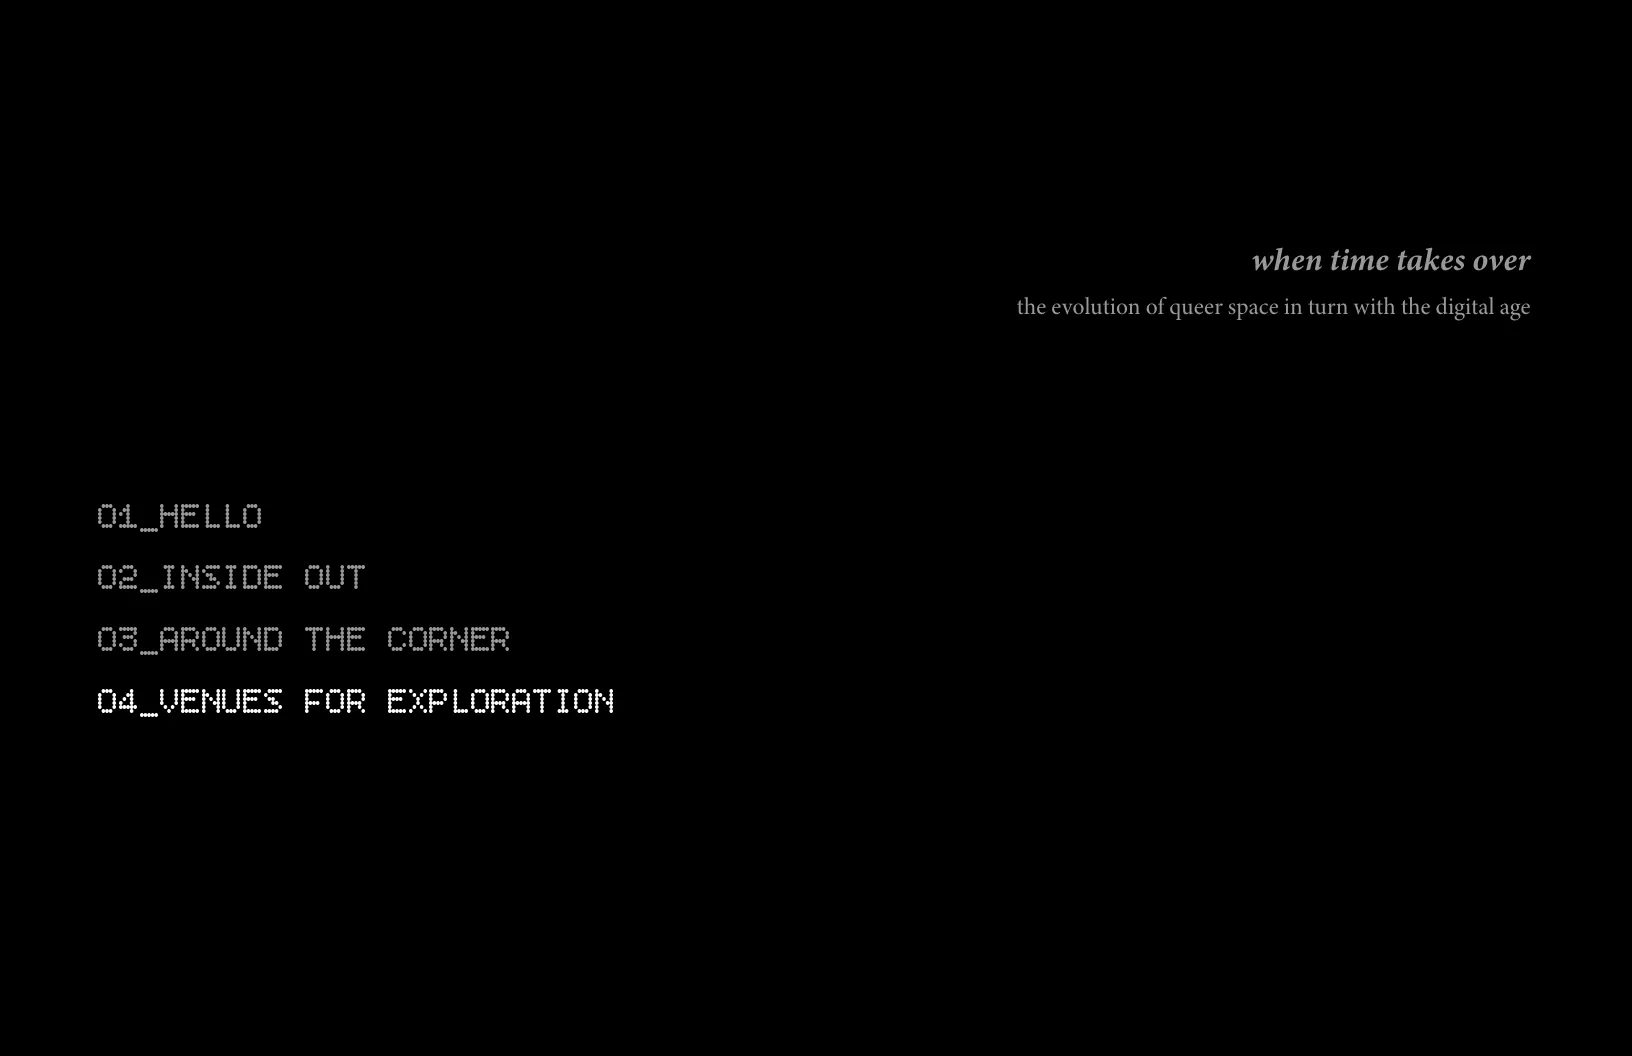 when time takes over
the evolution of queer space in turn with the digital age
01_HELLO
02_INSIDE OUT
03_AROUND THE CORNER
04_VENUES FOR EXPLORATION